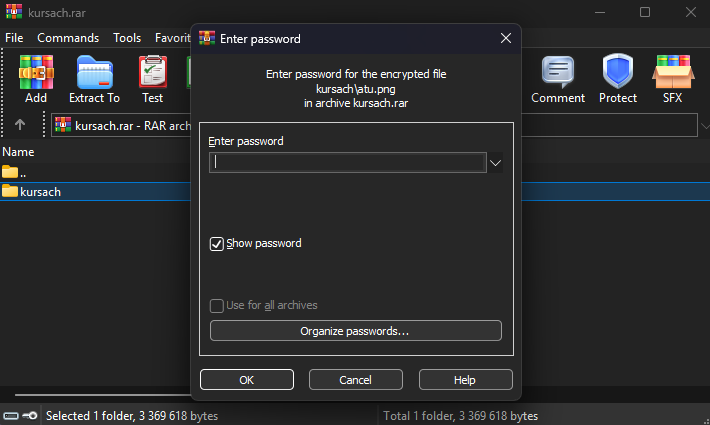 kursach.rar
File Commands Tools Favorit
Add Extract To Test Comment Protect SFX
kursach.rar - RAR arch
Name
..
kursach
Enter password
Enter password for the encrypted file
kursach\atu.png
in archive kursach.rar
Enter password
Show password
Use for all archives
Organize passwords...
OK Cancel Help
Selected 1 folder, 3 369 618 bytes
Total 1 folder, 3 369 618 bytes